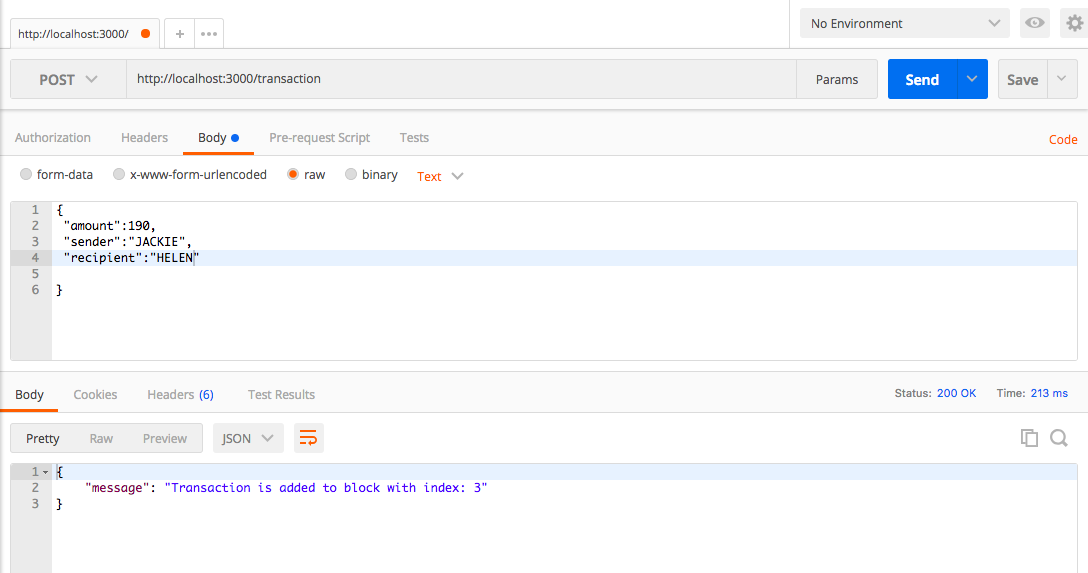 http://localhost:3000/ + ••• No Environment
POST http://localhost:3000/transaction Params Send Save
Authorization Headers Body Pre-request Script Tests Code
form-data x-www-form-urlencoded raw binary Text
1 {
2 "amount":190,
3 "sender":"JACKIE",
4 "recipient":"HELEN"
5
6 }
Body Cookies Headers (6) Test Results Status: 200 OK Time: 213 ms
Pretty Raw Preview JSON
1 {
2 "message": "Transaction is added to block with index: 3"
3 }